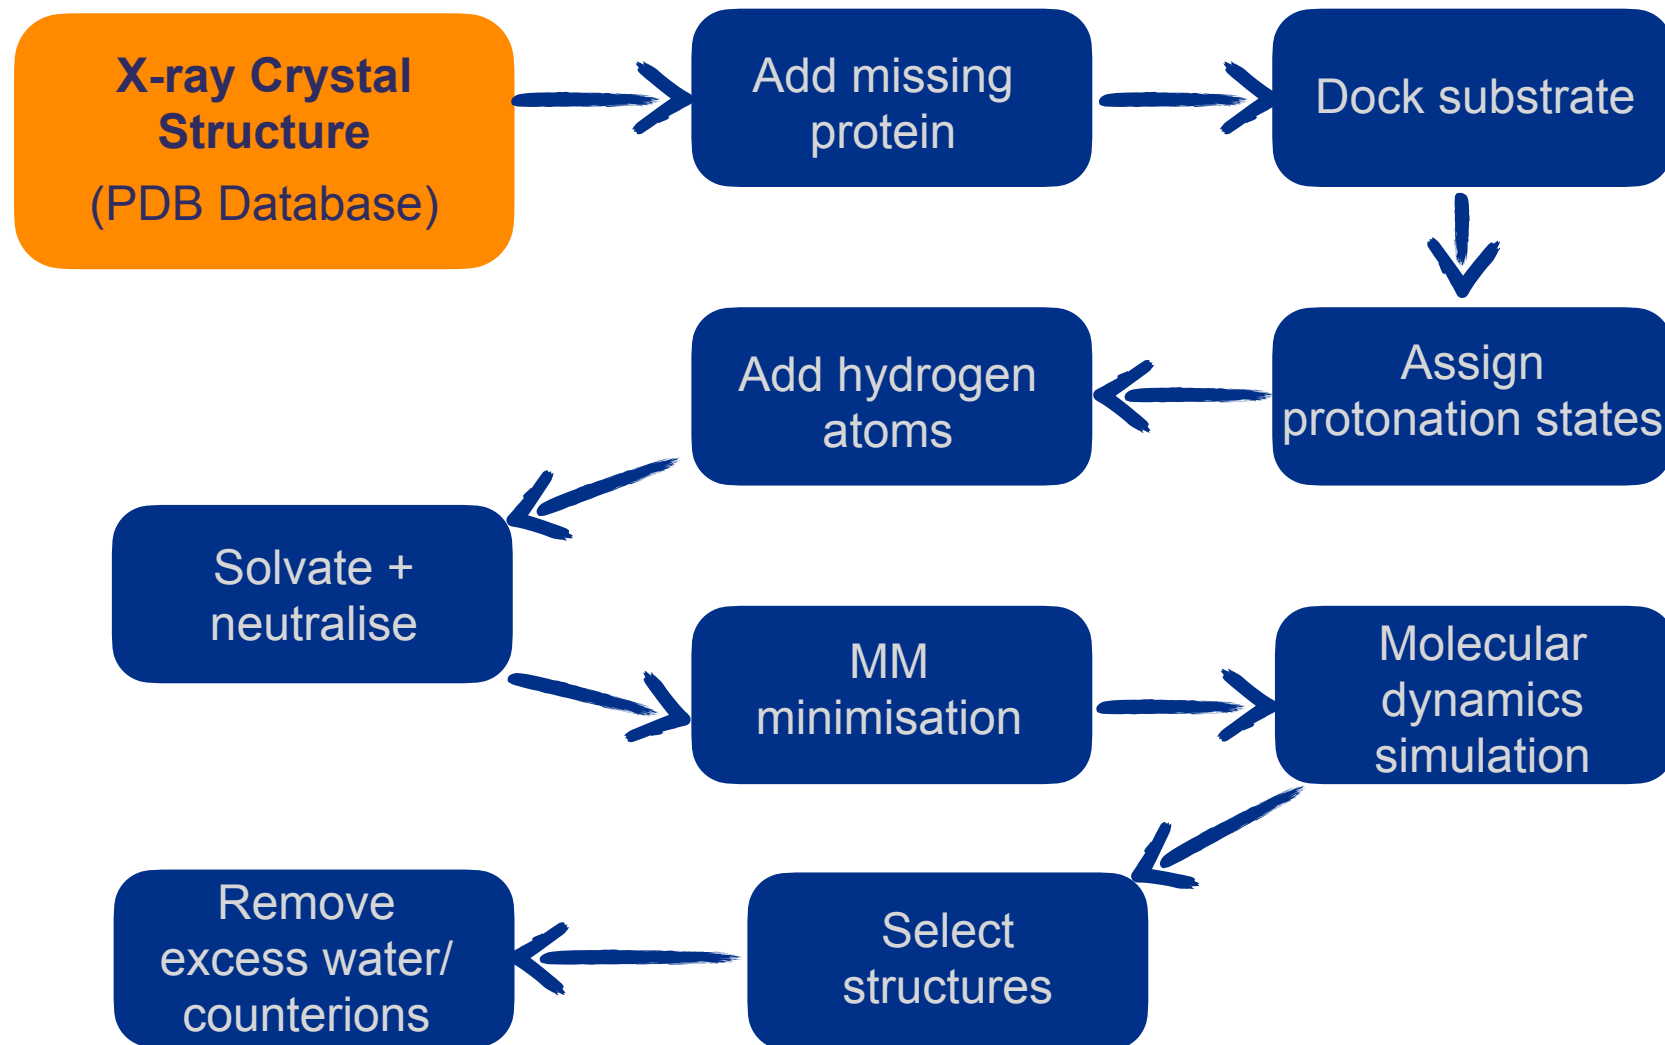 X-ray Crystal
Structure
(PDB Database)
Add missing
protein
Dock substrate
Assign
protonation states
Add hydrogen
atoms
Solvate +
neutralise
MM
minimisation
Molecular
dynamics
simulation
Select
structures
Remove
excess water/
counterions